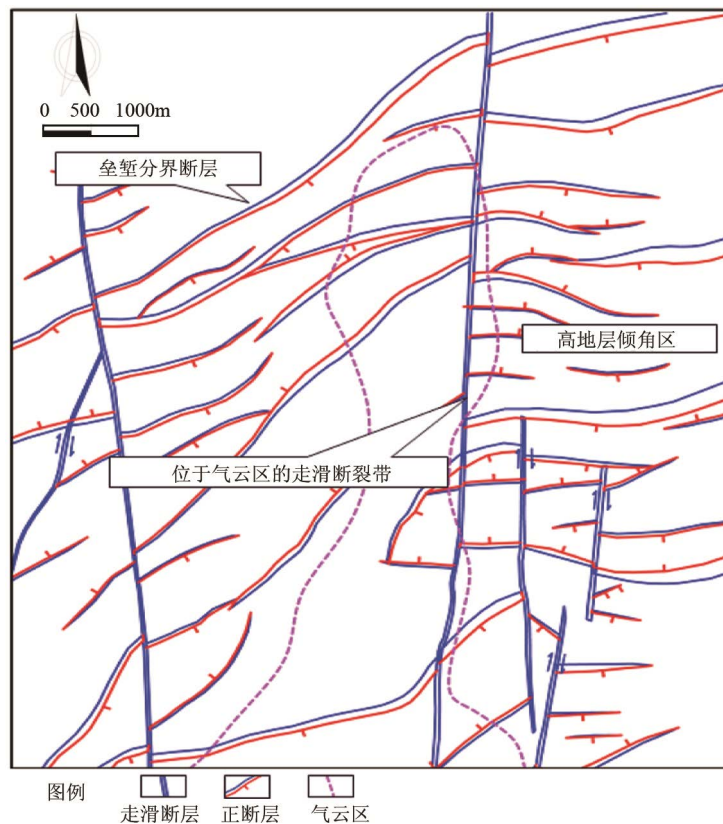 0 500 1000m
垒堑分界断层
高地层倾角区
位于气云区的走滑断裂带
图例
走滑断层 正断层 气云区